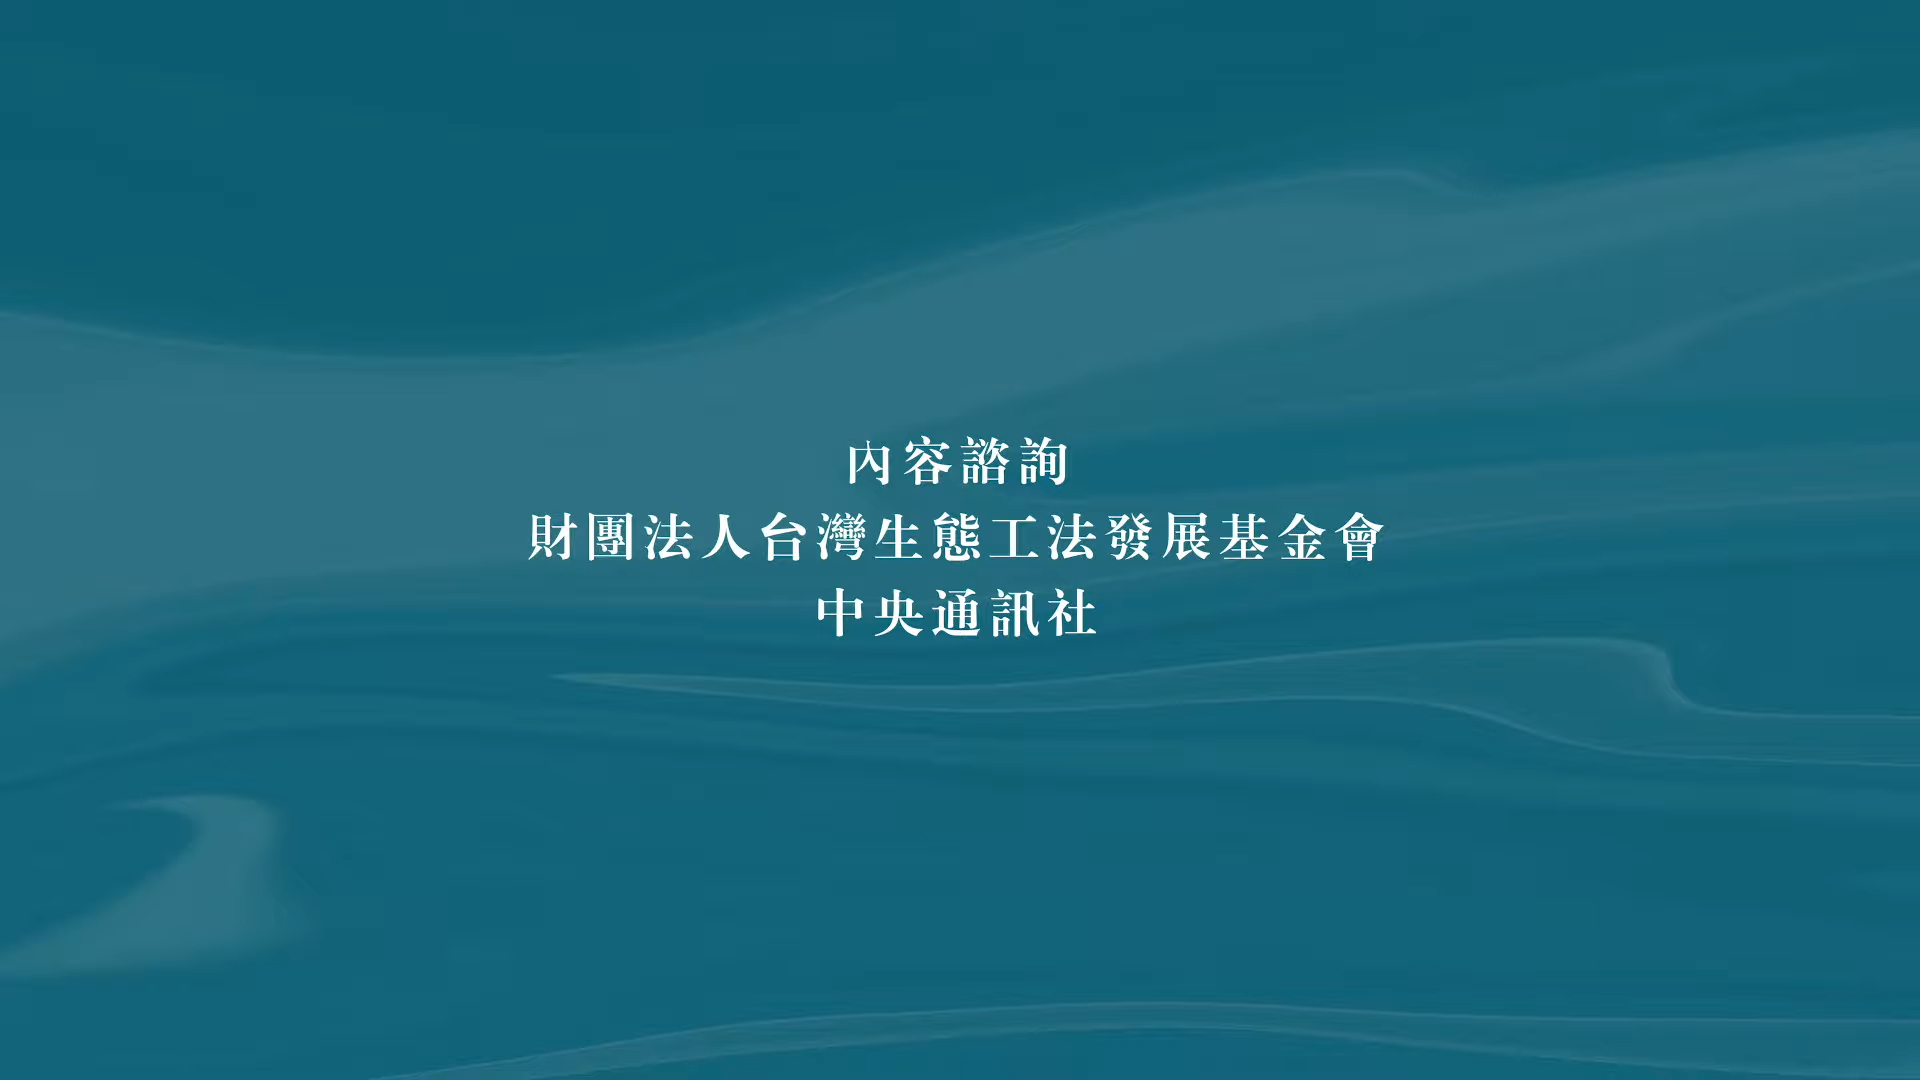 內容諮詢
財團法人台灣生態工法發展基金會
中央通訊社